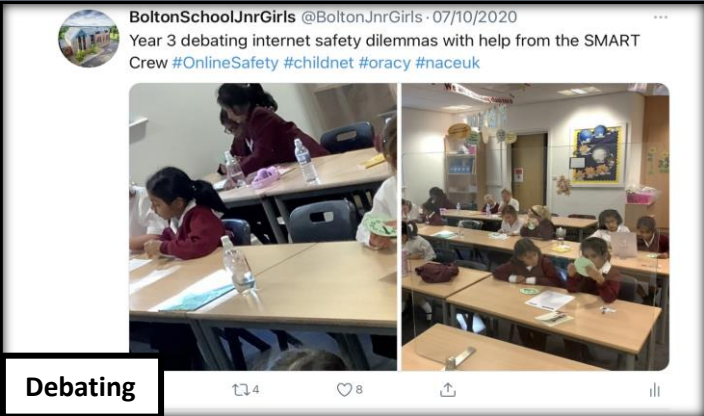 BoltonSchoolJnrGirls @BoltonJnrGirls · 07/10/2020
Year 3 debating internet safety dilemmas with help from the SMART
Crew #OnlineSafety #childnet #oracy #naceuk
Debating
4
8